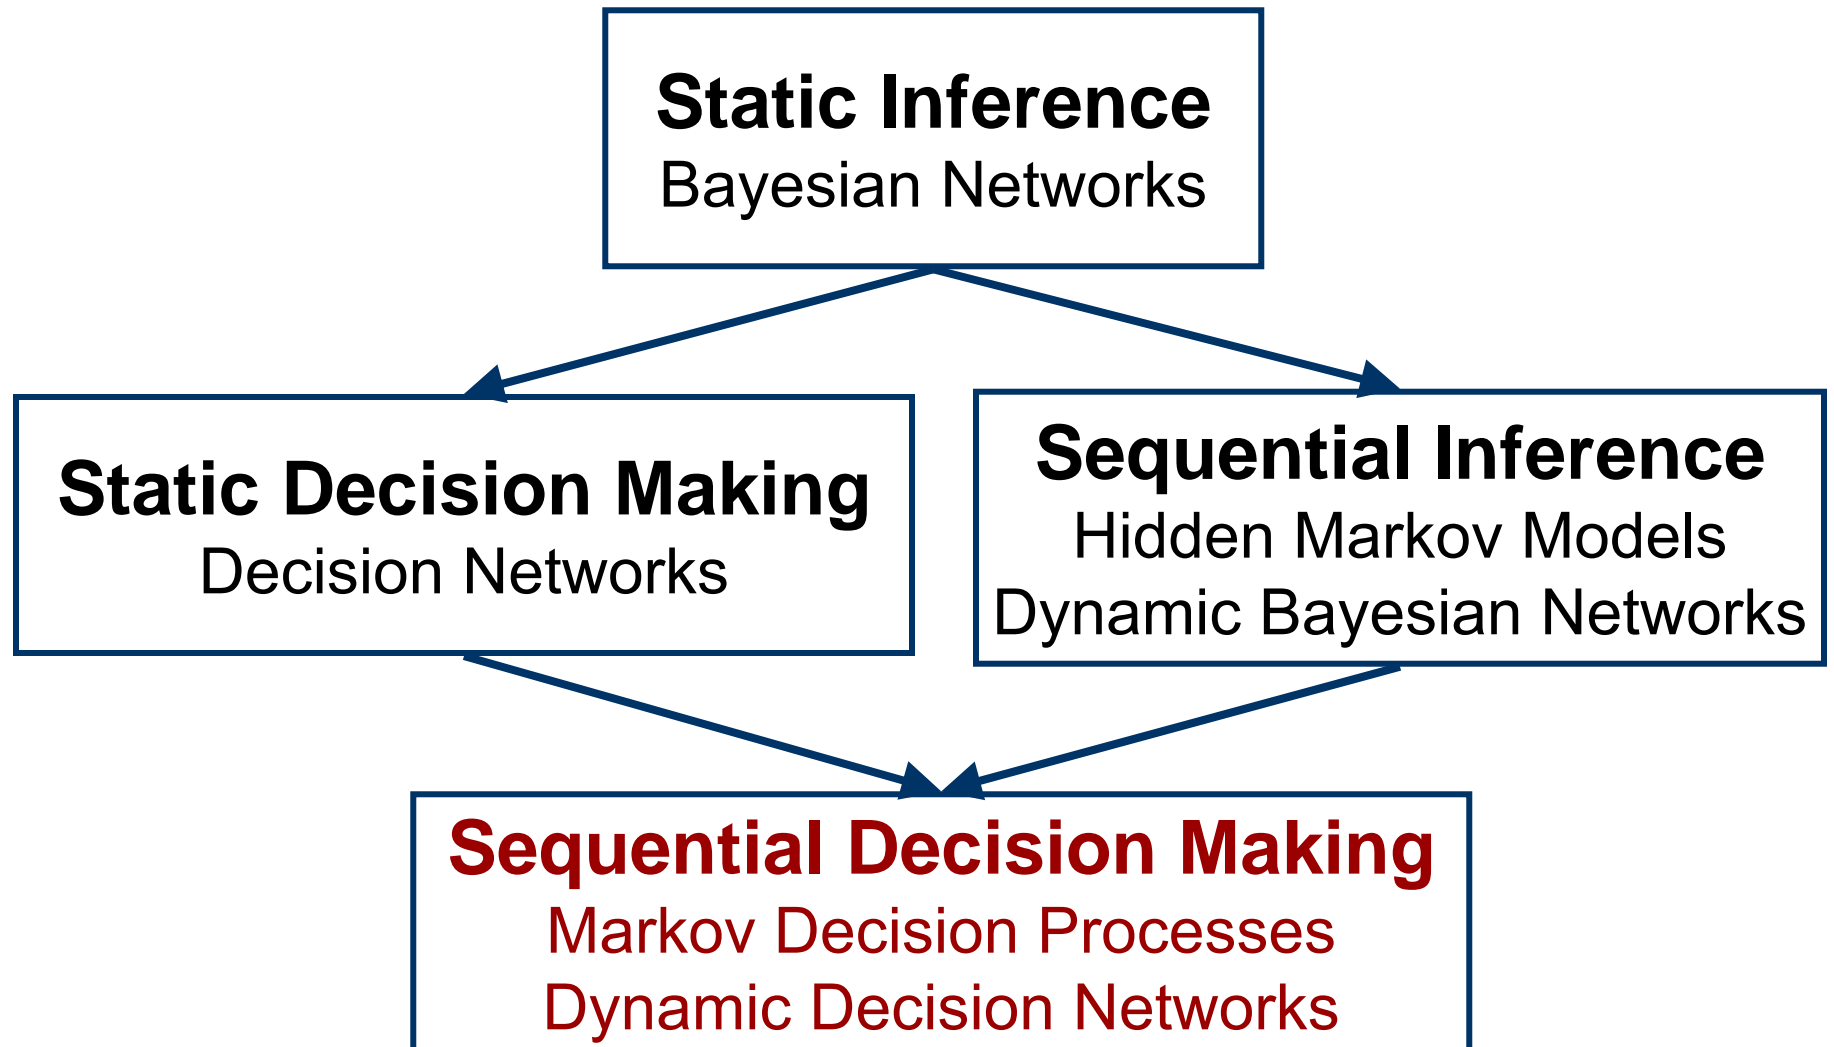 Static Inference
Bayesian Networks
Static Decision Making
Decision Networks
Sequential Inference
Hidden Markov Models
Dynamic Bayesian Networks
Sequential Decision Making
Markov Decision Processes
Dynamic Decision Networks